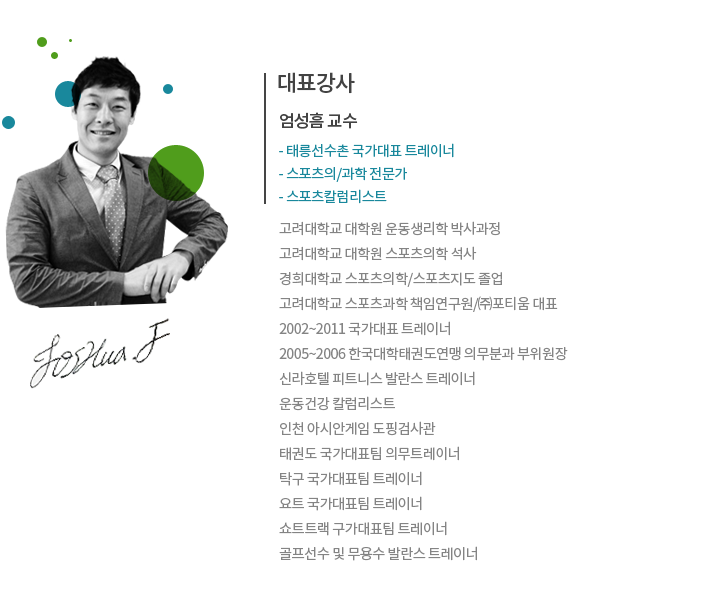 대표강사
엄성흠 교수
- 태릉선수촌 국가대표 트레이너
- 스포츠의/과학 전문가
- 스포츠칼럼리스트
고려대학교 대학원 운동생리학 박사과정
고려대학교 대학원 스포츠의학 석사
경희대학교 스포츠의학/스포츠지도 졸업
고려대학교 스포츠과학 책임연구원/㈜포티움 대표
2002~2011 국가대표 트레이너
2005~2006 한국대학태권도연맹 의무분과 부위원장
신라호텔 피트니스 발란스 트레이너
운동건강 칼럼리스트
인천 아시안게임 도핑검사관
태권도 국가대표팀 의무트레이너
탁구 국가대표팀 트레이너
요트 국가대표팀 트레이너
쇼트트랙 구가대표팀 트레이너
골프선수 및 무용수 발란스 트레이너
Joshua.J